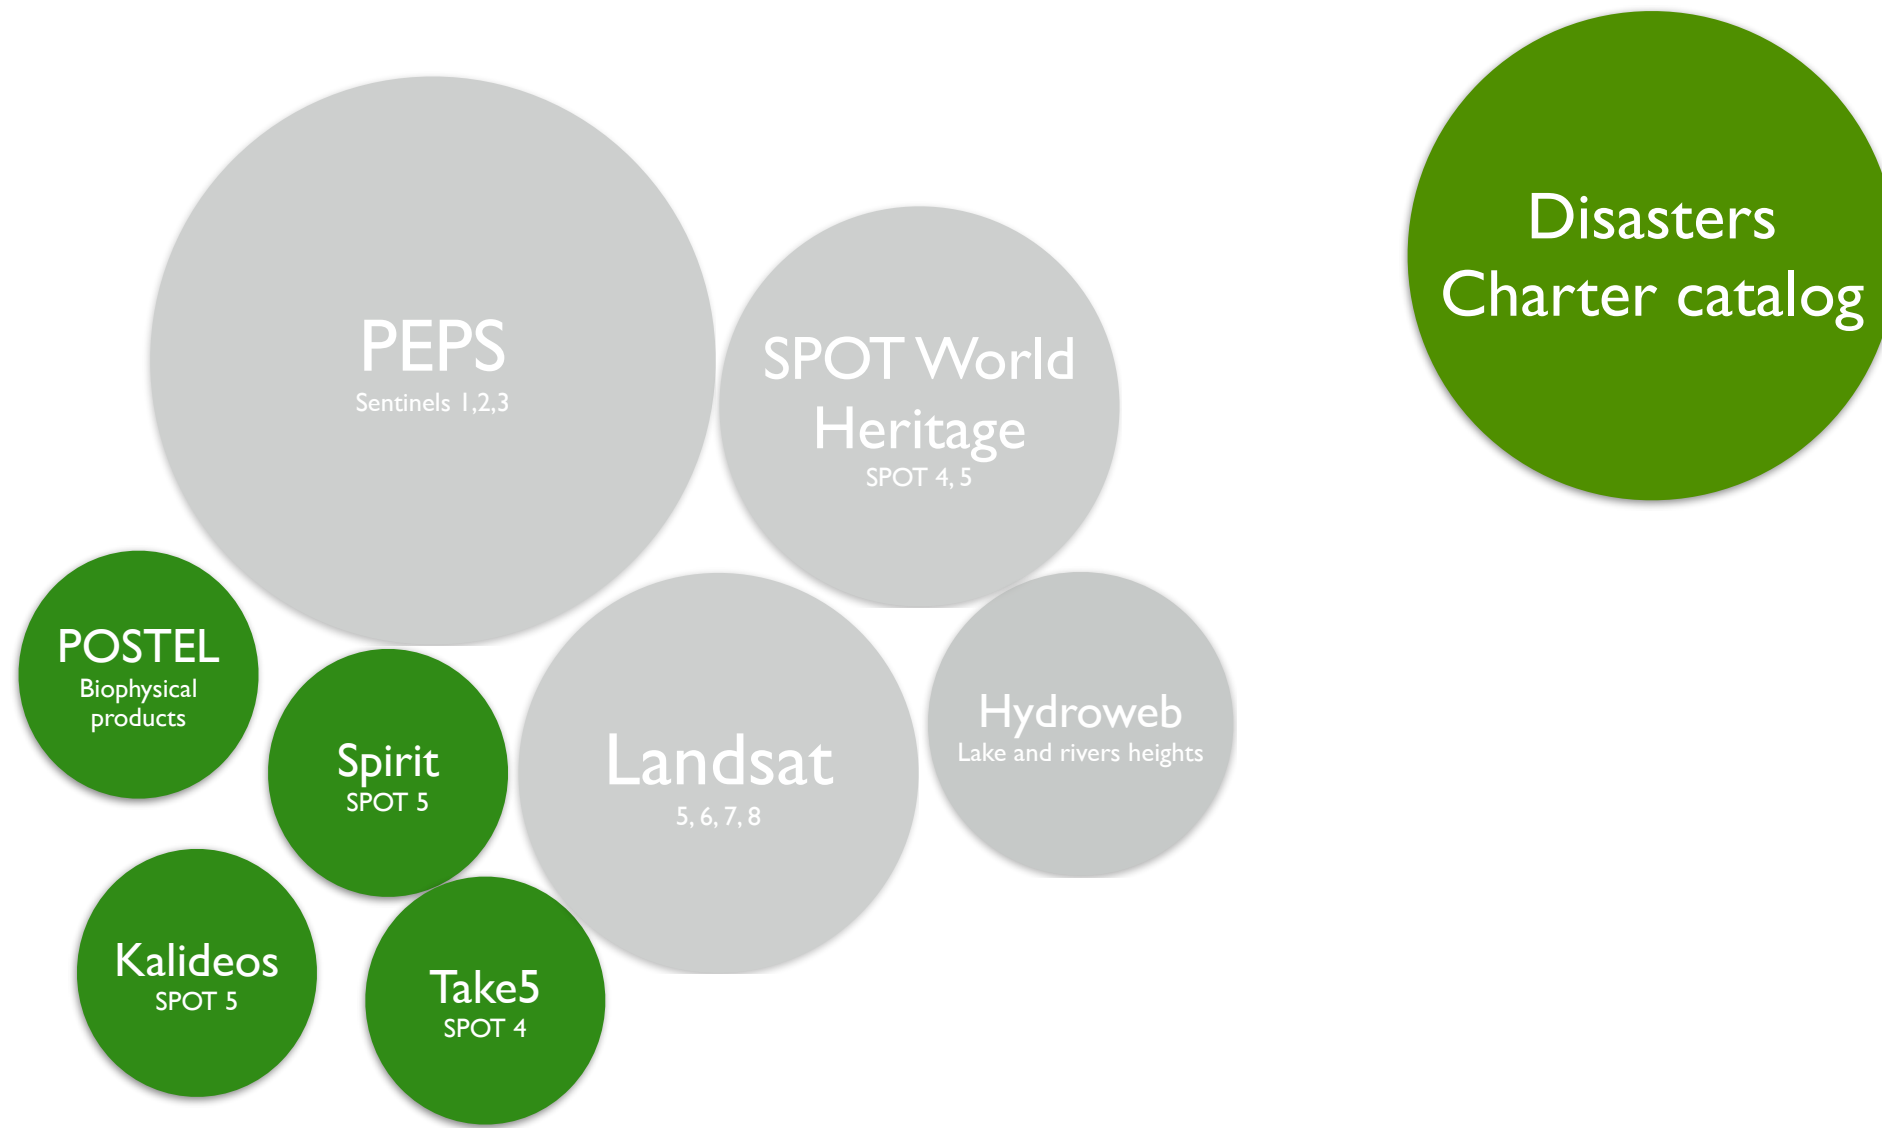 Disasters
Charter catalog
PEPS
Sentinels 1,2,3
SPOT World
Heritage
SPOT 4, 5
POSTEL
Biophysical
products
Spirit
SPOT 5
Landsat
5, 6, 7, 8
Hydroweb
Lake and rivers heights
Kalideos
SPOT 5
Take5
SPOT 4